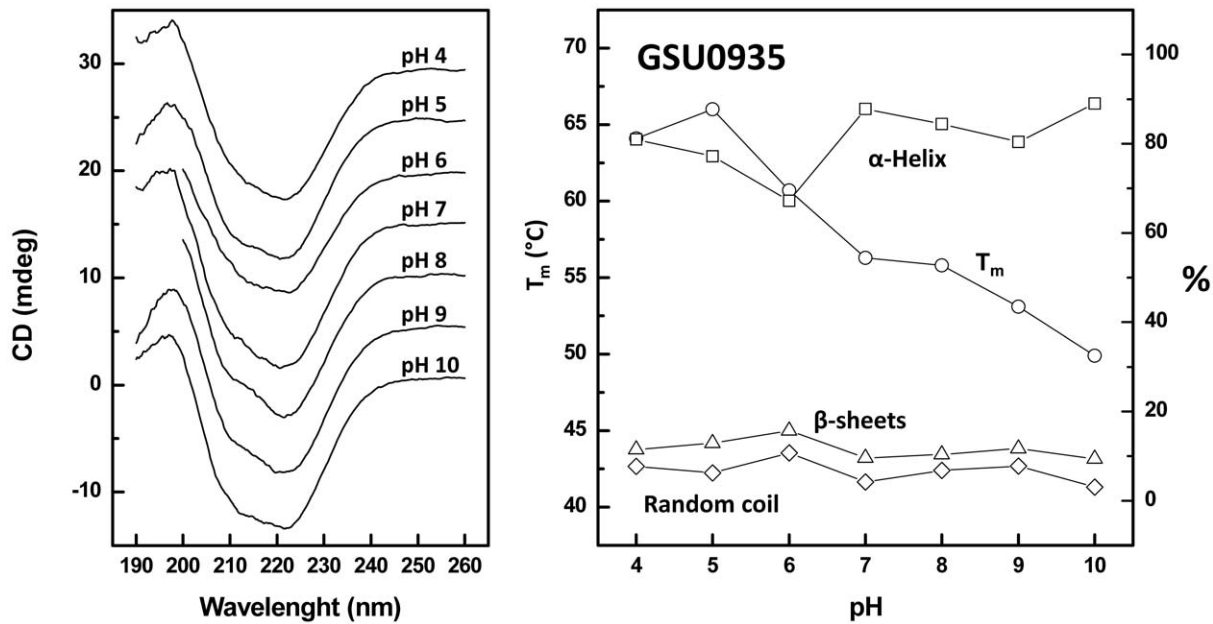 30
20
10
0
-10
CD (mdeg)
pH 4
pH 5
pH 6
pH 7
pH 8
pH 9
pH 10
190 200 210 220 230 240 250 260
Wavelenght (nm)
GSU0935
70
65
60
55
50
45
40
Tm (°C)
α-Helix
Tm
β-sheets
Random coil
100
80
60
40
20
0
%
4 5 6 7 8 9 10
pH